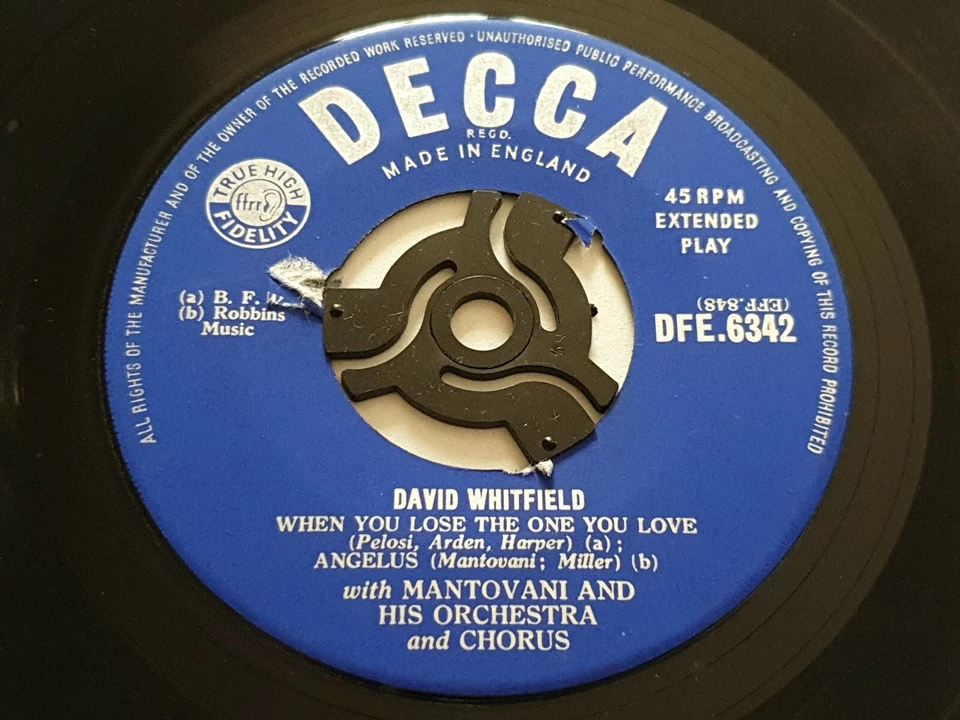 ALL RIGHTS OF THE MANUFACTURER AND OF THE OWNER OF THE RECORDED WORK RESERVED · UNAUTHORISED PUBLIC PERFORMANCE BROADCASTING AND COPYING OF THIS RECORD PROHIBITED
DECCA
REGD.
MADE IN ENGLAND
TRUE HIGH
ffrr
FIDELITY
45 RPM
EXTENDED
PLAY
(a) B. F. W.
(b) Robbins
Music
(EFF.848)
DFE.6342
DAVID WHITFIELD
WHEN YOU LOSE THE ONE YOU LOVE
(Pelosi, Arden, Harper) (a);
ANGELUS (Mantovani; Miller) (b)
with MANTOVANI AND
HIS ORCHESTRA
and CHORUS